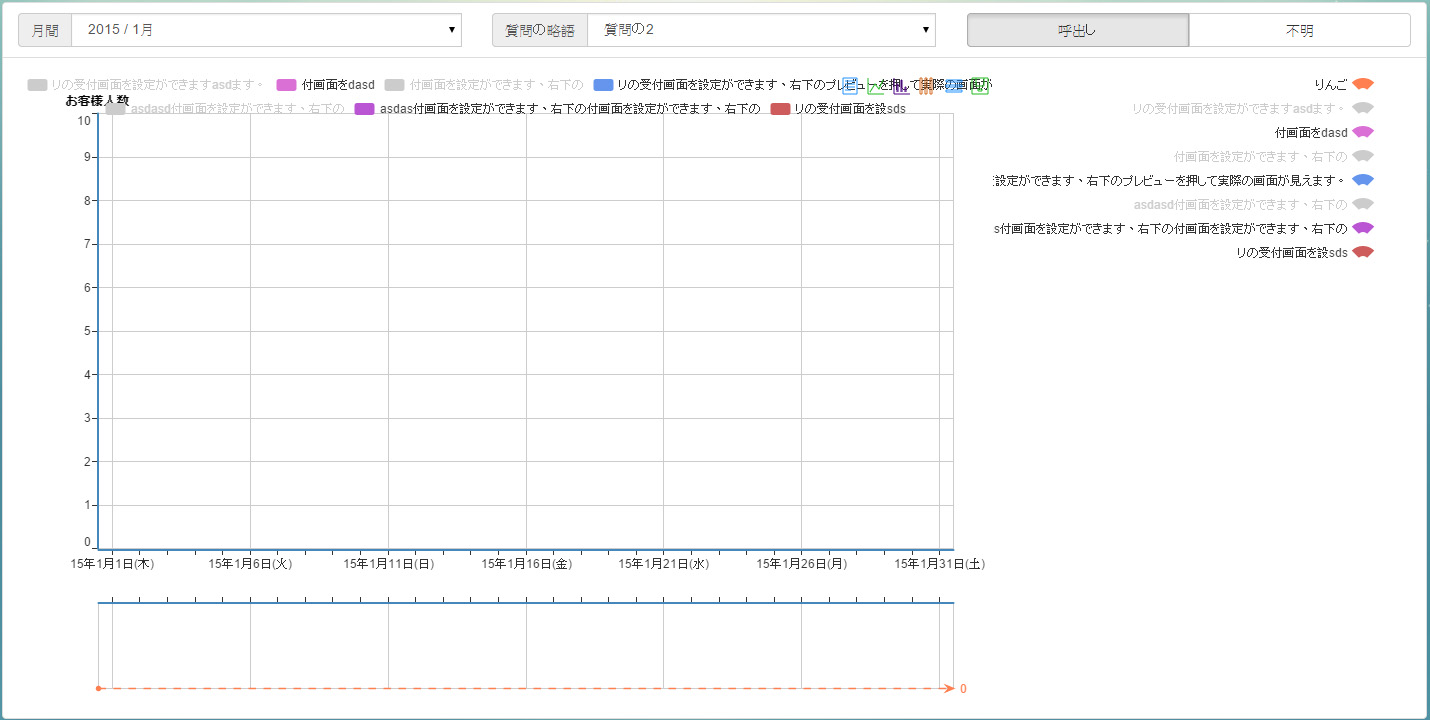 月間 2015 / 1月 質問の略語 質問の2 呼出し 不明
リの受付画面を設定ができますasdます。 付画面をdasd 付画面を設定ができます、右下の リの受付画面を設定ができます、右下のプレビューを押して実際の画面が
お客様人数
asdasd付画面を設定ができます、右下の asdas付画面を設定ができます、右下の付画面を設定ができます、右下の リの受付画面を設sds
10
9
8
7
6
5
4
3
2
1
0
15年1月1日(木) 15年1月6日(火) 15年1月11日(日) 15年1月16日(金) 15年1月21日(水) 15年1月26日(月) 15年1月31日(土)
0
りんご
リの受付画面を設定ができますasdます。
付画面をdasd
付画面を設定ができます、右下の
設定ができます、右下のプレビューを押して実際の画面が見えます。
asdasd付画面を設定ができます、右下の
s付画面を設定ができます、右下の付画面を設定ができます、右下の
リの受付画面を設sds